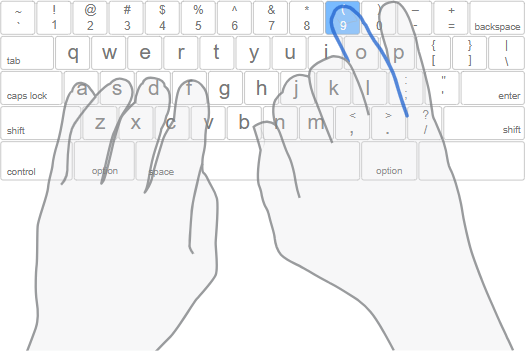 ~ ! @ # $ % ^ & * ( ) – +
` 1 2 3 4 5 6 7 8 9 0 - = backspace
tab q w e r t y u i o p { [ } ] | \
caps lock a s d f g h j k l : ; " ' enter
shift z x c v b n m < , > . ? / shift
control option space option